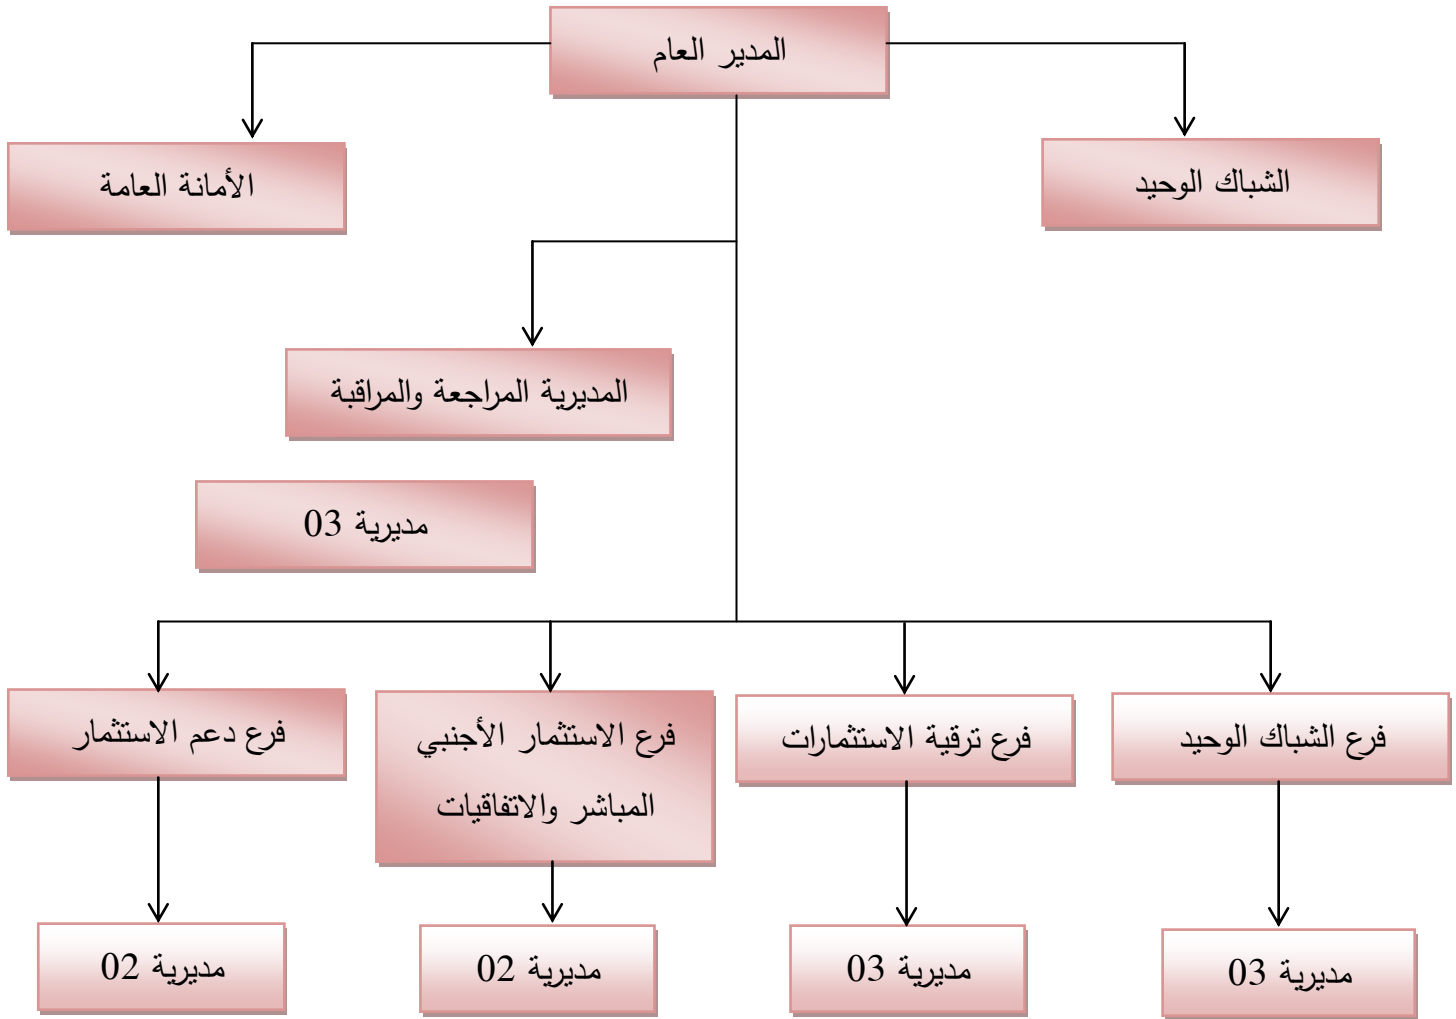 المدير العام
الشباك الوحيد
الأمانة العامة
المديرية المراجعة والمراقبة
مديرية 03
فرع الشباك الوحيد
فرع ترقية الاستثمارات
فرع الاستثمار الأجنبي
المباشر والاتفاقيات
فرع دعم الاستثمار
مديرية 03
مديرية 03
مديرية 02
مديرية 02